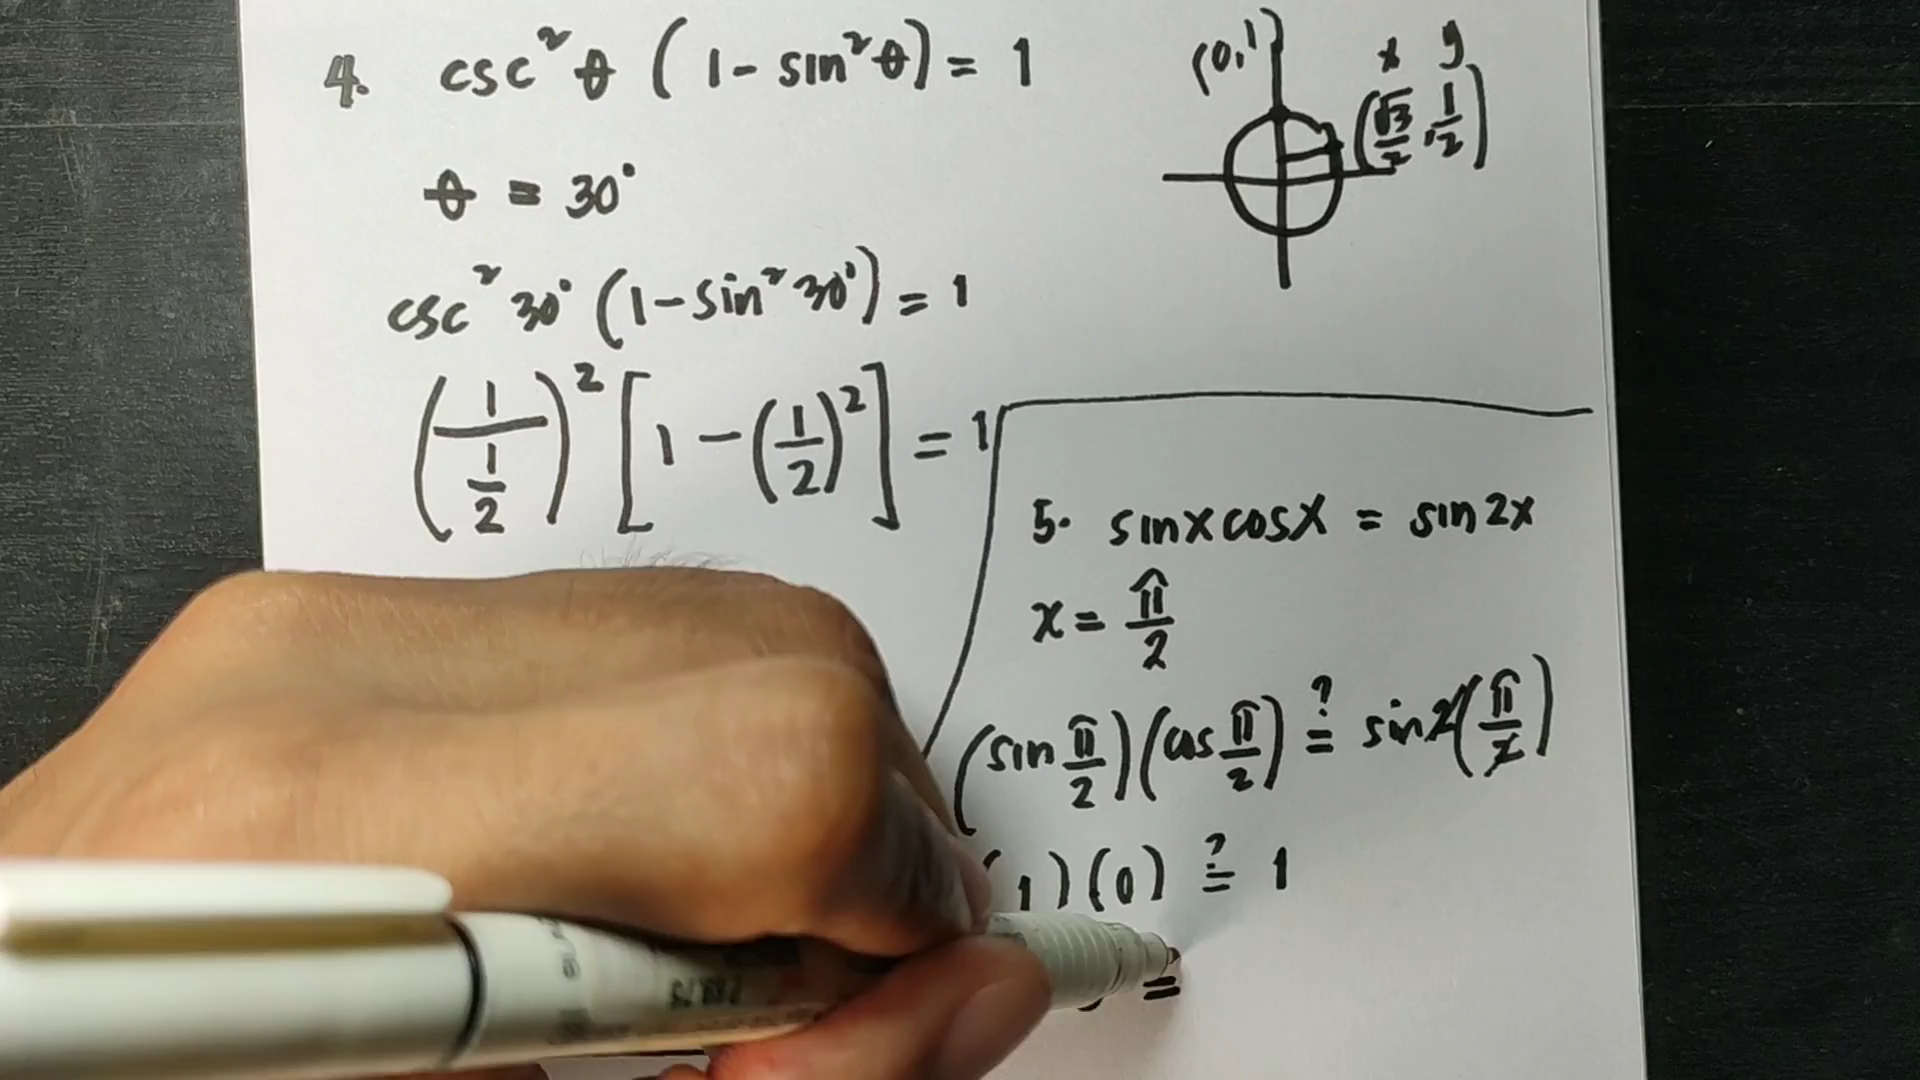 4. csc² θ (1 - sin² θ) = 1
(0, 1
x y
(√3/2, 1/2)
θ = 30°
csc² 30° (1 - sin² 30°) = 1
(1/(1/2))² [1 - (1/2)²] = 1
5. sin x cos x = sin 2x
x = π/2
(sin π/2)(cos π/2) ≟ sin 2(π/2)
(1)(0) ≟ 1
=